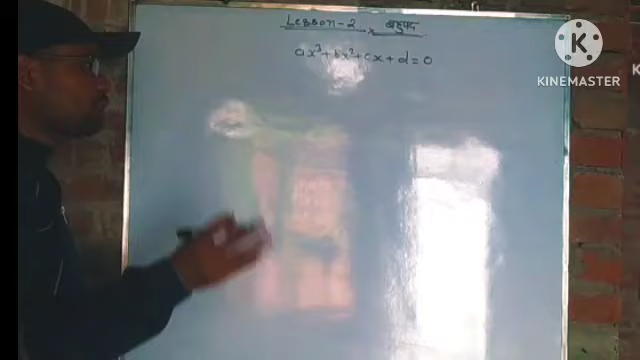 Lesson-2 बहुपद
ax³+bx²+cx+d=0
K
KINEMASTER
K